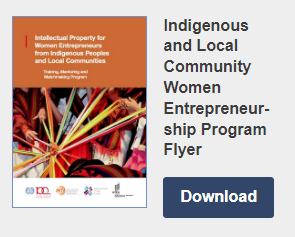 Intellectual Property for
Women Entrepreneurs
from Indigenous Peoples
and Local Communities
Training, Mentoring and
Matchmaking Program
Indigenous
and Local
Community
Women
Entrepreneur-
ship Program
Flyer
Download